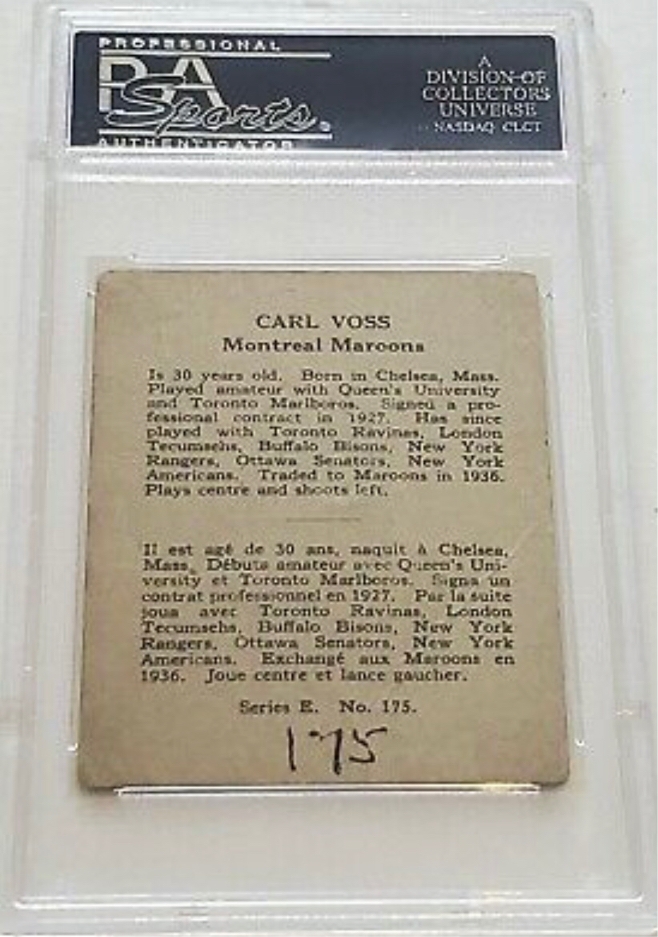 PROFESSIONAL
PSA
Sports
AUTHENTICATOR
A
DIVISION OF
COLLECTORS
UNIVERSE
NASDAQ CLCT
CARL VOSS
Montreal Maroons
Is 30 years old. Born in Chelsea, Mass.
Played amateur with Queen's University
and Toronto Marlboros. Signed a pro-
fessional contract in 1927. Has since
played with Toronto Ravinas, London
Tecumsehs, Buffalo Bisons, New York
Rangers, Ottawa Senators, New York
Americans. Traded to Maroons in 1936.
Plays centre and shoots left.
Il est agé de 30 ans, naquit à Chelsea,
Mass. Débuta amateur avec Queen's Uni-
versity et Toronto Marlboros. Signa un
contrat professionnel en 1927. Par la suite
joua avec Toronto Ravinas, London
Tecumsehs, Buffalo Bisons, New York
Rangers, Ottawa Senators, New York
Americans. Exchangé aux Maroons en
1936. Joue centre et lance gaucher.
Series E. No. 175.
175